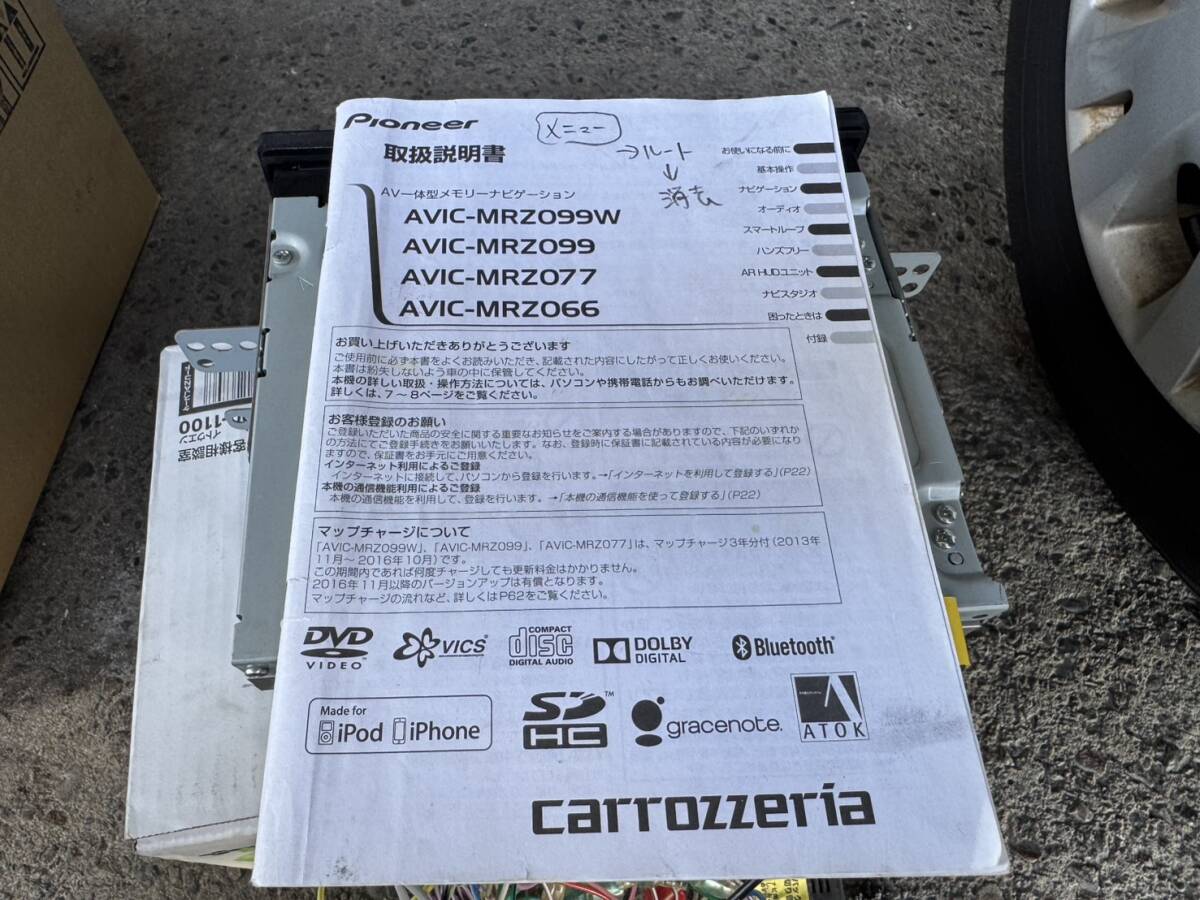 Pioneer
メニュー
→ルート
↓
消去
取扱説明書
AV一体型メモリーナビゲーション
AVIC-MRZ099W
AVIC-MRZ099
AVIC-MRZ077
AVIC-MRZ066
お使いになる前に
基本操作
ナビゲーション
オーディオ
スマートループ
ハンズフリー
AR HUDユニット
ナビスタジオ
困ったときは
付録
お買い上げいただきありがとうございます
ご使用前に必ず本書をよくお読みいただき、記載された内容にしたがって正しくお使いください。
本書は紛失しないよう車の中に保管してください。
本機の詳しい取扱・操作方法については、パソコンや携帯電話からもお調べいただけます。
詳しくは、7～8ページをご覧ください。
お客様登録のお願い
ご登録いただいた商品の安全に関する重要なお知らせをご案内する場合がありますので、下記のいずれか
の方法にてご登録手続きをお願いいたします。なお、登録時に保証書に記載されている内容が必要になり
ますので、保証書をお手元にご用意ください。
インターネット利用によるご登録
インターネットに接続して、パソコンから登録を行います。→「インターネットを利用して登録する」(P22)
本機の通信機能利用によるご登録
本機の通信機能を利用して、登録を行います。→「本機の通信機能を使って登録する」(P22)
マップチャージについて
「AVIC-MRZ099W」、「AVIC-MRZ099」、「AVIC-MRZ077」は、マップチャージ3年分付(2013年
11月～2016年10月)です。
この期間内であれば何度チャージしても更新料金はかかりません。
2016年11月以降のバージョンアップは有償となります。
マップチャージの流れなど、詳しくはP62をご覧ください。
DVD VIDEO
VICS
COMPACT disc DIGITAL AUDIO
DOLBY DIGITAL
Bluetooth
Made for
iPod iPhone
SD HC
gracenote.
ATOK
carrozzeria
-1100
イトウエン
客様相談室